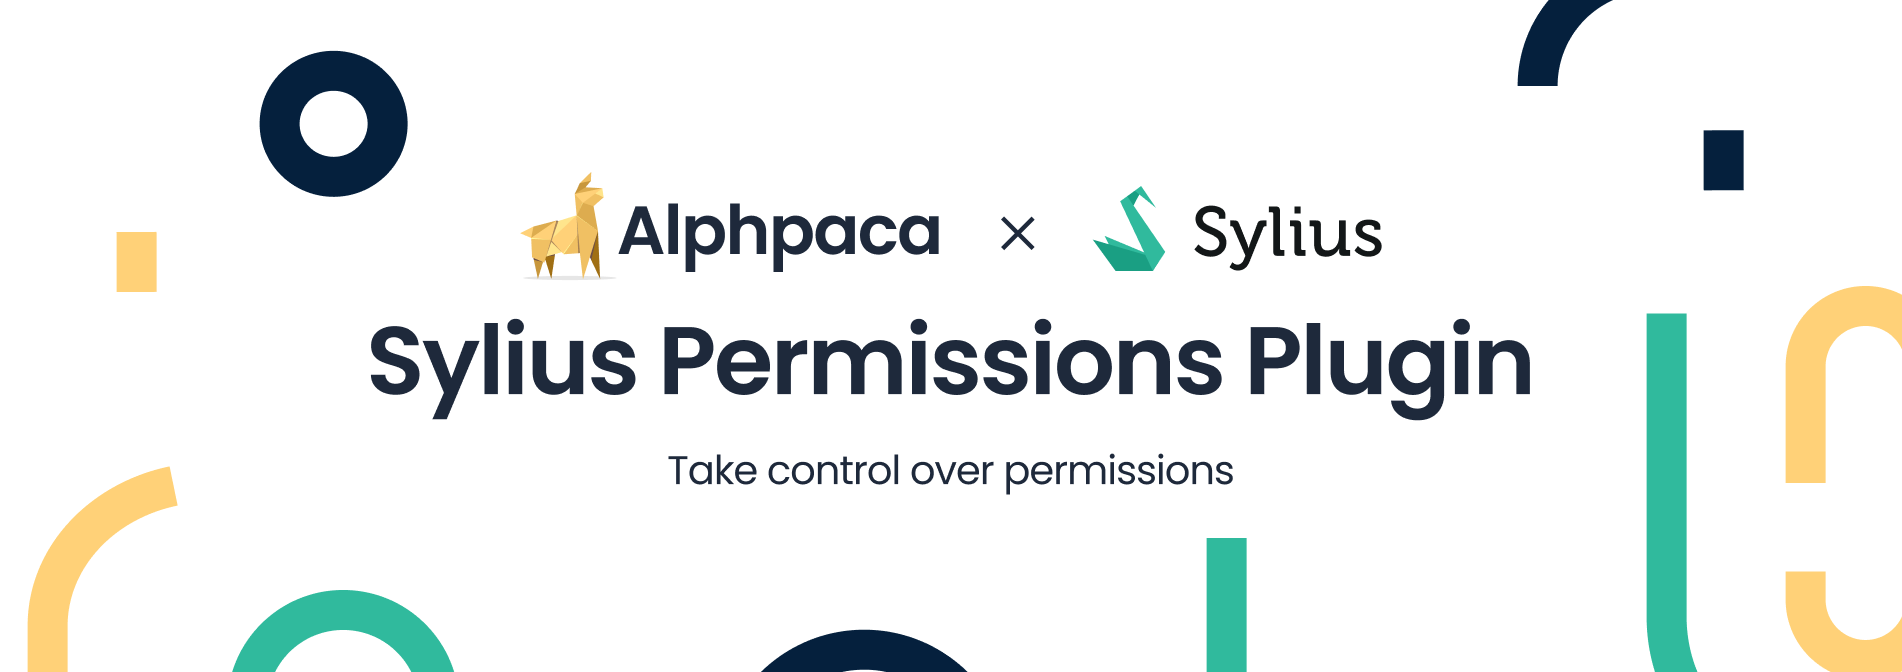 Alphpaca × Sylius
Sylius Permissions Plugin
Take control over permissions